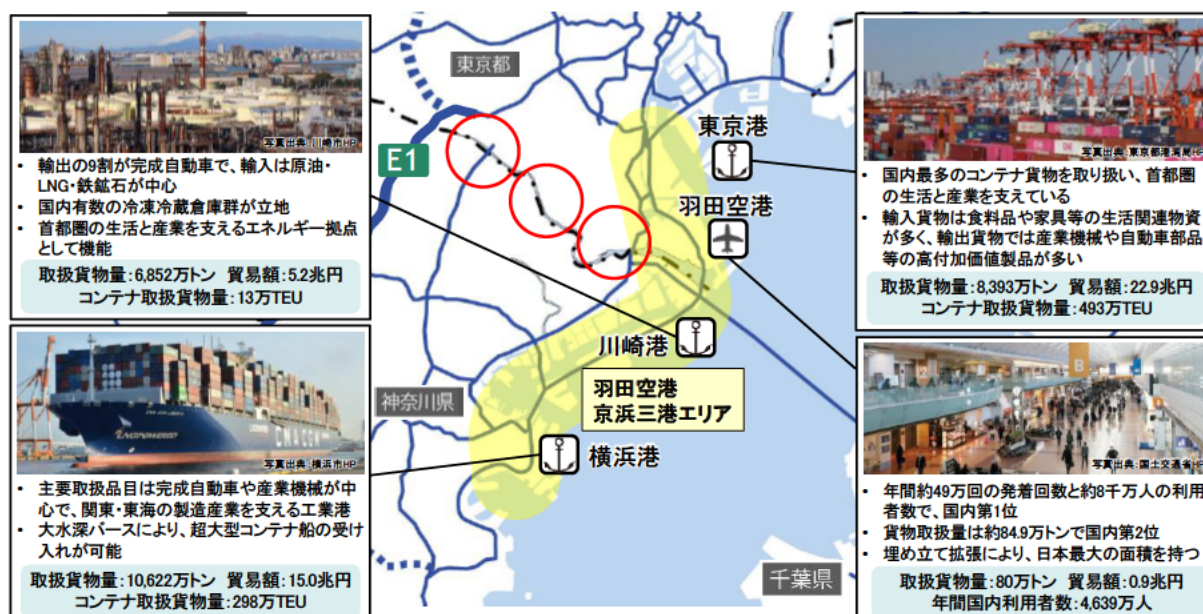 写真出典:川崎市HP
• 輸出の9割が完成自動車で、輸入は原油・
LNG・鉄鉱石が中心
• 国内有数の冷凍冷蔵倉庫群が立地
• 首都圏の生活と産業を支えるエネルギー拠点
として機能
取扱貨物量:6,852万トン 貿易額:5.2兆円
コンテナ取扱貨物量:13万TEU
CMA CGM
写真出典:横浜市HP
• 主要取扱品目は完成自動車や産業機械が中
心で、関東・東海の製造産業を支える工業港
• 大水深バースにより、超大型コンテナ船の受け
入れが可能
取扱貨物量:10,622万トン 貿易額:15.0兆円
コンテナ取扱貨物量:298万TEU
東京都
E1
東京港
羽田空港
川崎港
羽田空港
京浜三港エリア
神奈川県
横浜港
千葉県
写真出典:東京都港湾局HP
• 国内最多のコンテナ貨物を取り扱い、首都圏
の生活と産業を支えている
• 輸入貨物は食料品や家具等の生活関連物資
が多く、輸出貨物では産業機械や自動車部品
等の高付加価値製品が多い
取扱貨物量:8,393万トン 貿易額:22.9兆円
コンテナ取扱貨物量:493万TEU
B
写真出典:国土交通省HP
• 年間約49万回の発着回数と約8千万人の利用
者数で、国内第1位
• 貨物取扱量は約84.9万トンで国内第2位
• 埋め立て拡張により、日本最大の面積を持つ
取扱貨物量:80万トン 貿易額:0.9兆円
年間国内利用者数:4,639万人